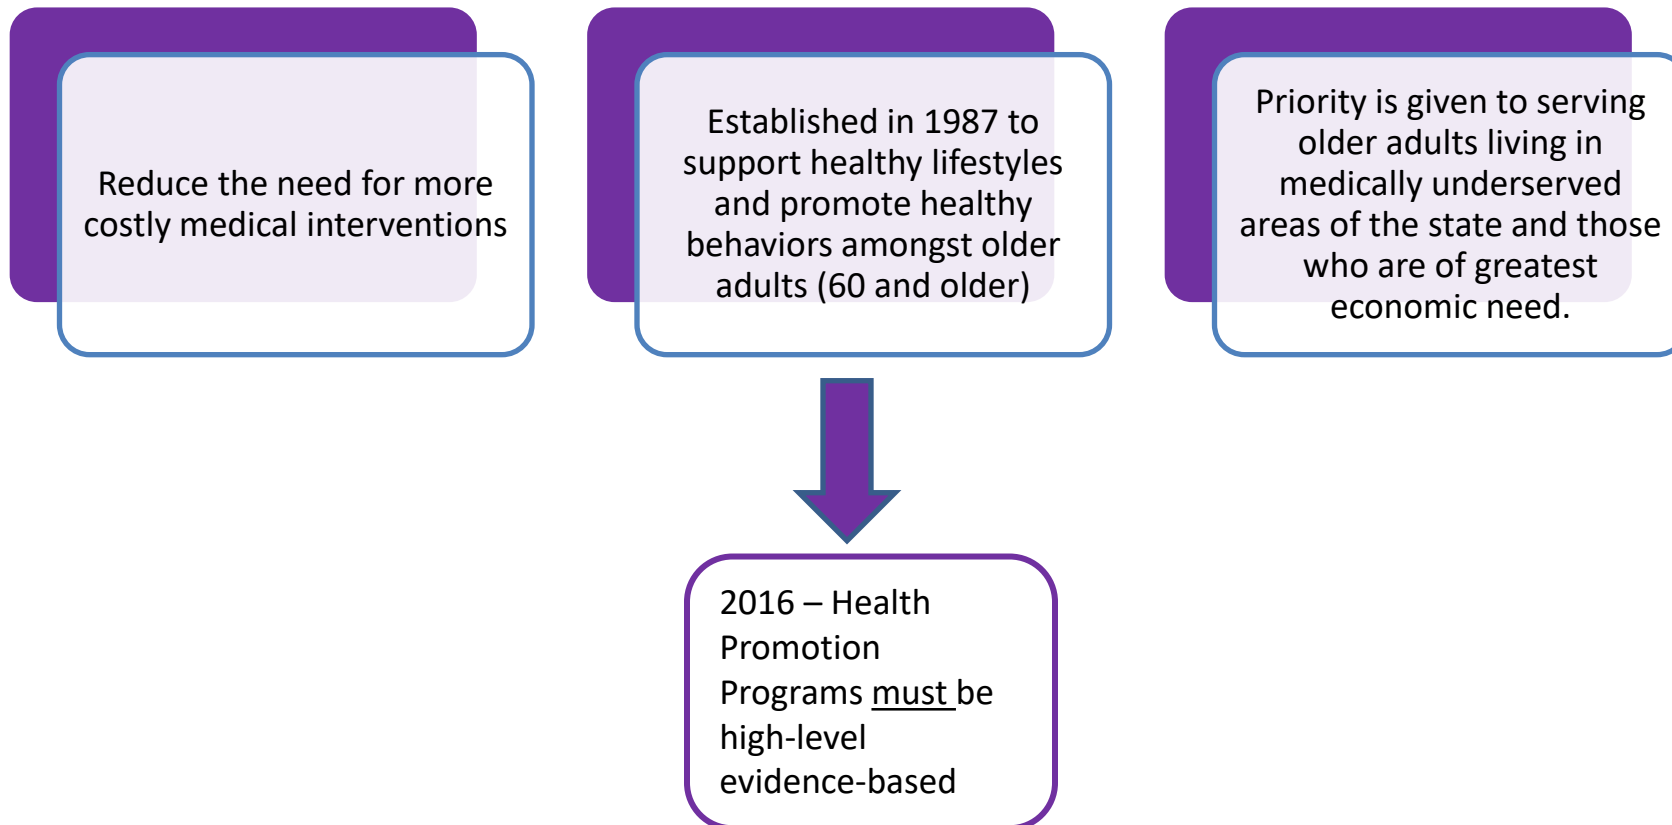 Reduce the need for more
costly medical interventions
Established in 1987 to
support healthy lifestyles
and promote healthy
behaviors amongst older
adults (60 and older)
Priority is given to serving
older adults living in
medically underserved
areas of the state and those
who are of greatest
economic need.
2016 – Health
Promotion
Programs must be
high-level
evidence-based